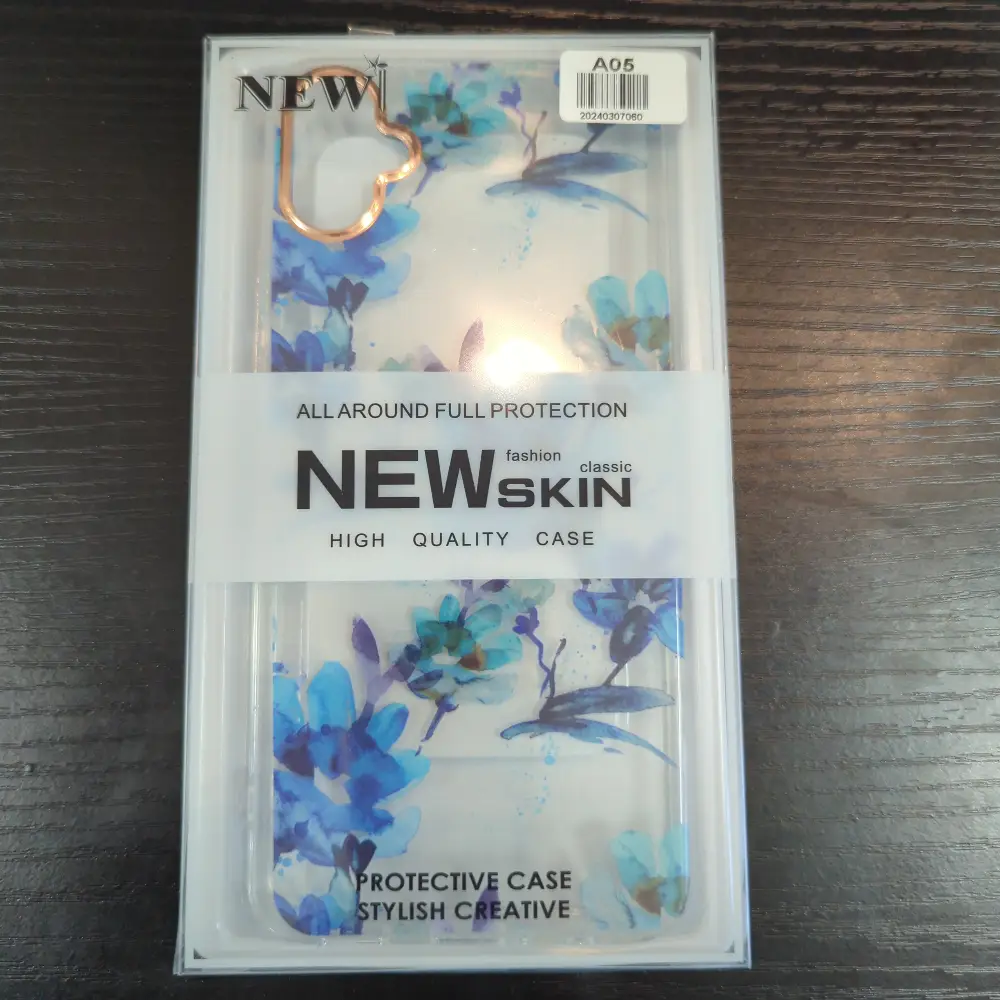 NEW
A05
20240307060
ALL AROUND FULL PROTECTION
NEW fashion classic SKIN
HIGH QUALITY CASE
PROTECTIVE CASE
STYLISH CREATIVE